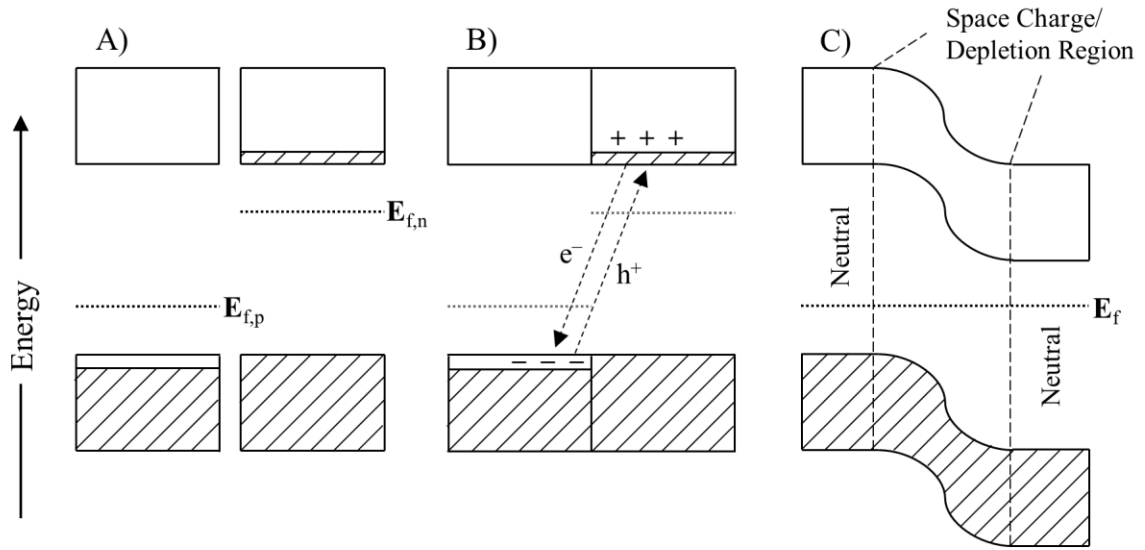 A)
B)
C)
Space Charge/
Depletion Region
+ + +
E_f,n
e⁻
h⁺
E_f,p
− − −
E_f
Energy
Neutral
Neutral